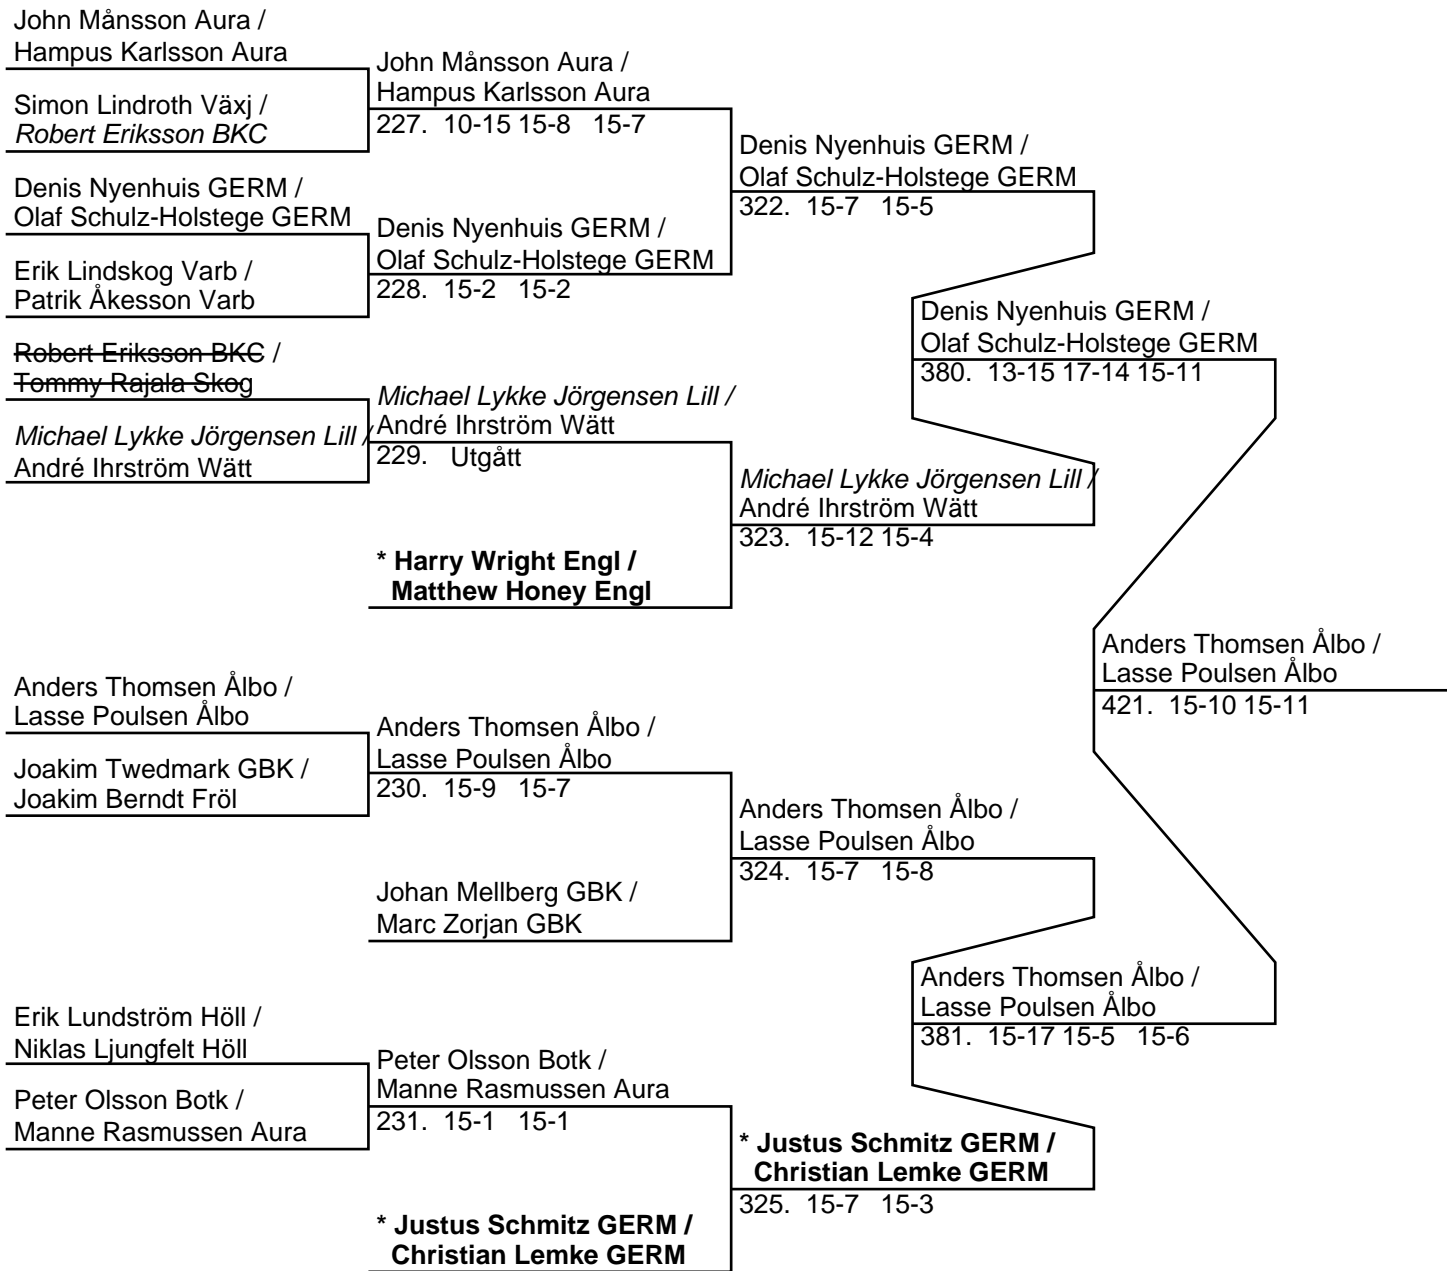 John Månsson Aura /
Hampus Karlsson Aura
Simon Lindroth Växj /
Robert Eriksson BKC
Denis Nyenhuis GERM /
Olaf Schulz-Holstege GERM
Erik Lindskog Varb /
Patrik Åkesson Varb
Robert Eriksson BKC /
Tommy Rajala Skog
Michael Lykke Jörgensen Lill /
André Ihrström Wätt
Anders Thomsen Ålbo /
Lasse Poulsen Ålbo
Joakim Twedmark GBK /
Joakim Berndt Fröl
Erik Lundström Höll /
Niklas Ljungfelt Höll
Peter Olsson Botk /
Manne Rasmussen Aura
John Månsson Aura /
Hampus Karlsson Aura
227. 10-15 15-8 15-7
Denis Nyenhuis GERM /
Olaf Schulz-Holstege GERM
228. 15-2 15-2
Michael Lykke Jörgensen Lill /
André Ihrström Wätt
229. Utgått
* Harry Wright Engl /
Matthew Honey Engl
Anders Thomsen Ålbo /
Lasse Poulsen Ålbo
230. 15-9 15-7
Johan Mellberg GBK /
Marc Zorjan GBK
Peter Olsson Botk /
Manne Rasmussen Aura
231. 15-1 15-1
* Justus Schmitz GERM /
Christian Lemke GERM
Denis Nyenhuis GERM /
Olaf Schulz-Holstege GERM
322. 15-7 15-5
Michael Lykke Jörgensen Lill /
André Ihrström Wätt
323. 15-12 15-4
Anders Thomsen Ålbo /
Lasse Poulsen Ålbo
324. 15-7 15-8
* Justus Schmitz GERM /
Christian Lemke GERM
325. 15-7 15-3
Denis Nyenhuis GERM /
Olaf Schulz-Holstege GERM
380. 13-15 17-14 15-11
Anders Thomsen Ålbo /
Lasse Poulsen Ålbo
381. 15-17 15-5 15-6
Anders Thomsen Ålbo /
Lasse Poulsen Ålbo
421. 15-10 15-11